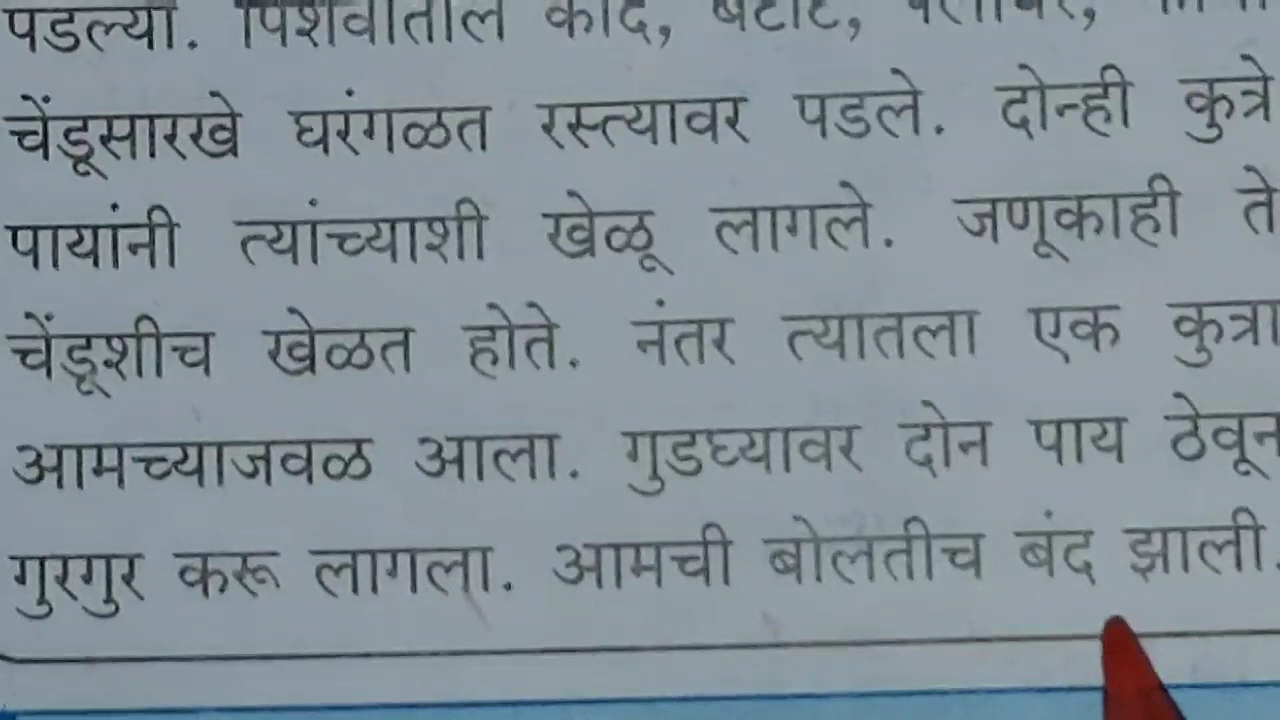 पडल्या. पिशवीतील कांदे, बटाटे,
चेंडूसारखे घरंगळत रस्त्यावर पडले. दोन्ही कुत्रे
पायांनी त्यांच्याशी खेळू लागले. जणूकाही ते
चेंडूशीच खेळत होते. नंतर त्यातला एक कुत्रा
आमच्याजवळ आला. गुडघ्यावर दोन पाय ठेवून
गुरगुर करू लागला. आमची बोलतीच बंद झाली.